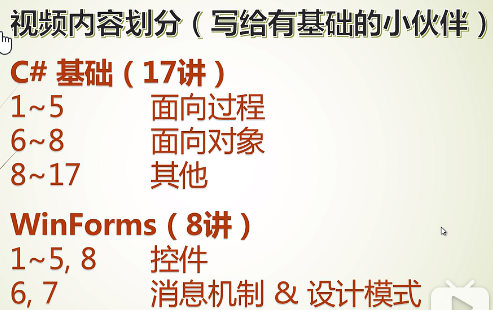 视频内容划分（写给有基础的小伙伴）
C# 基础（17讲）
1~5 面向过程
6~8 面向对象
8~17 其他
WinForms（8讲）
1~5, 8 控件
6, 7 消息机制 & 设计模式